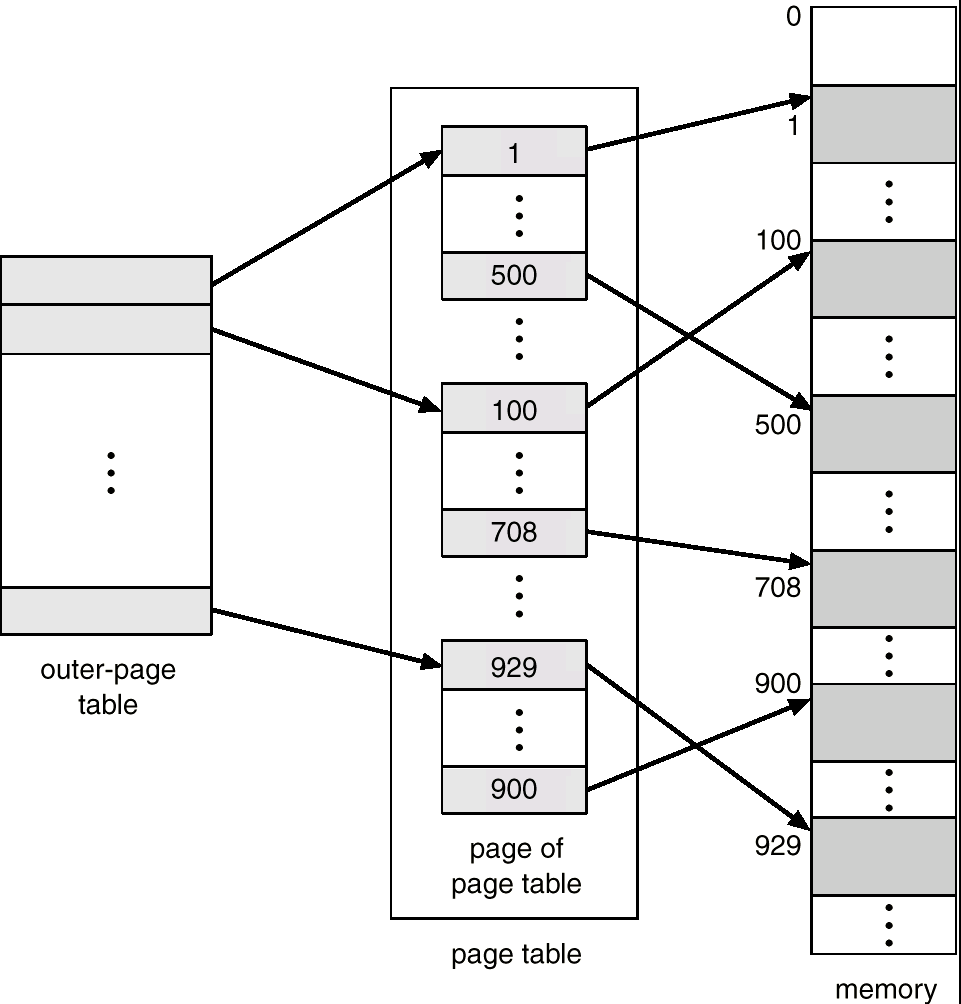 0
1
1
100
500
100
500
708
708
929
900
900
929
outer-page
table
page of
page table
page table
memory